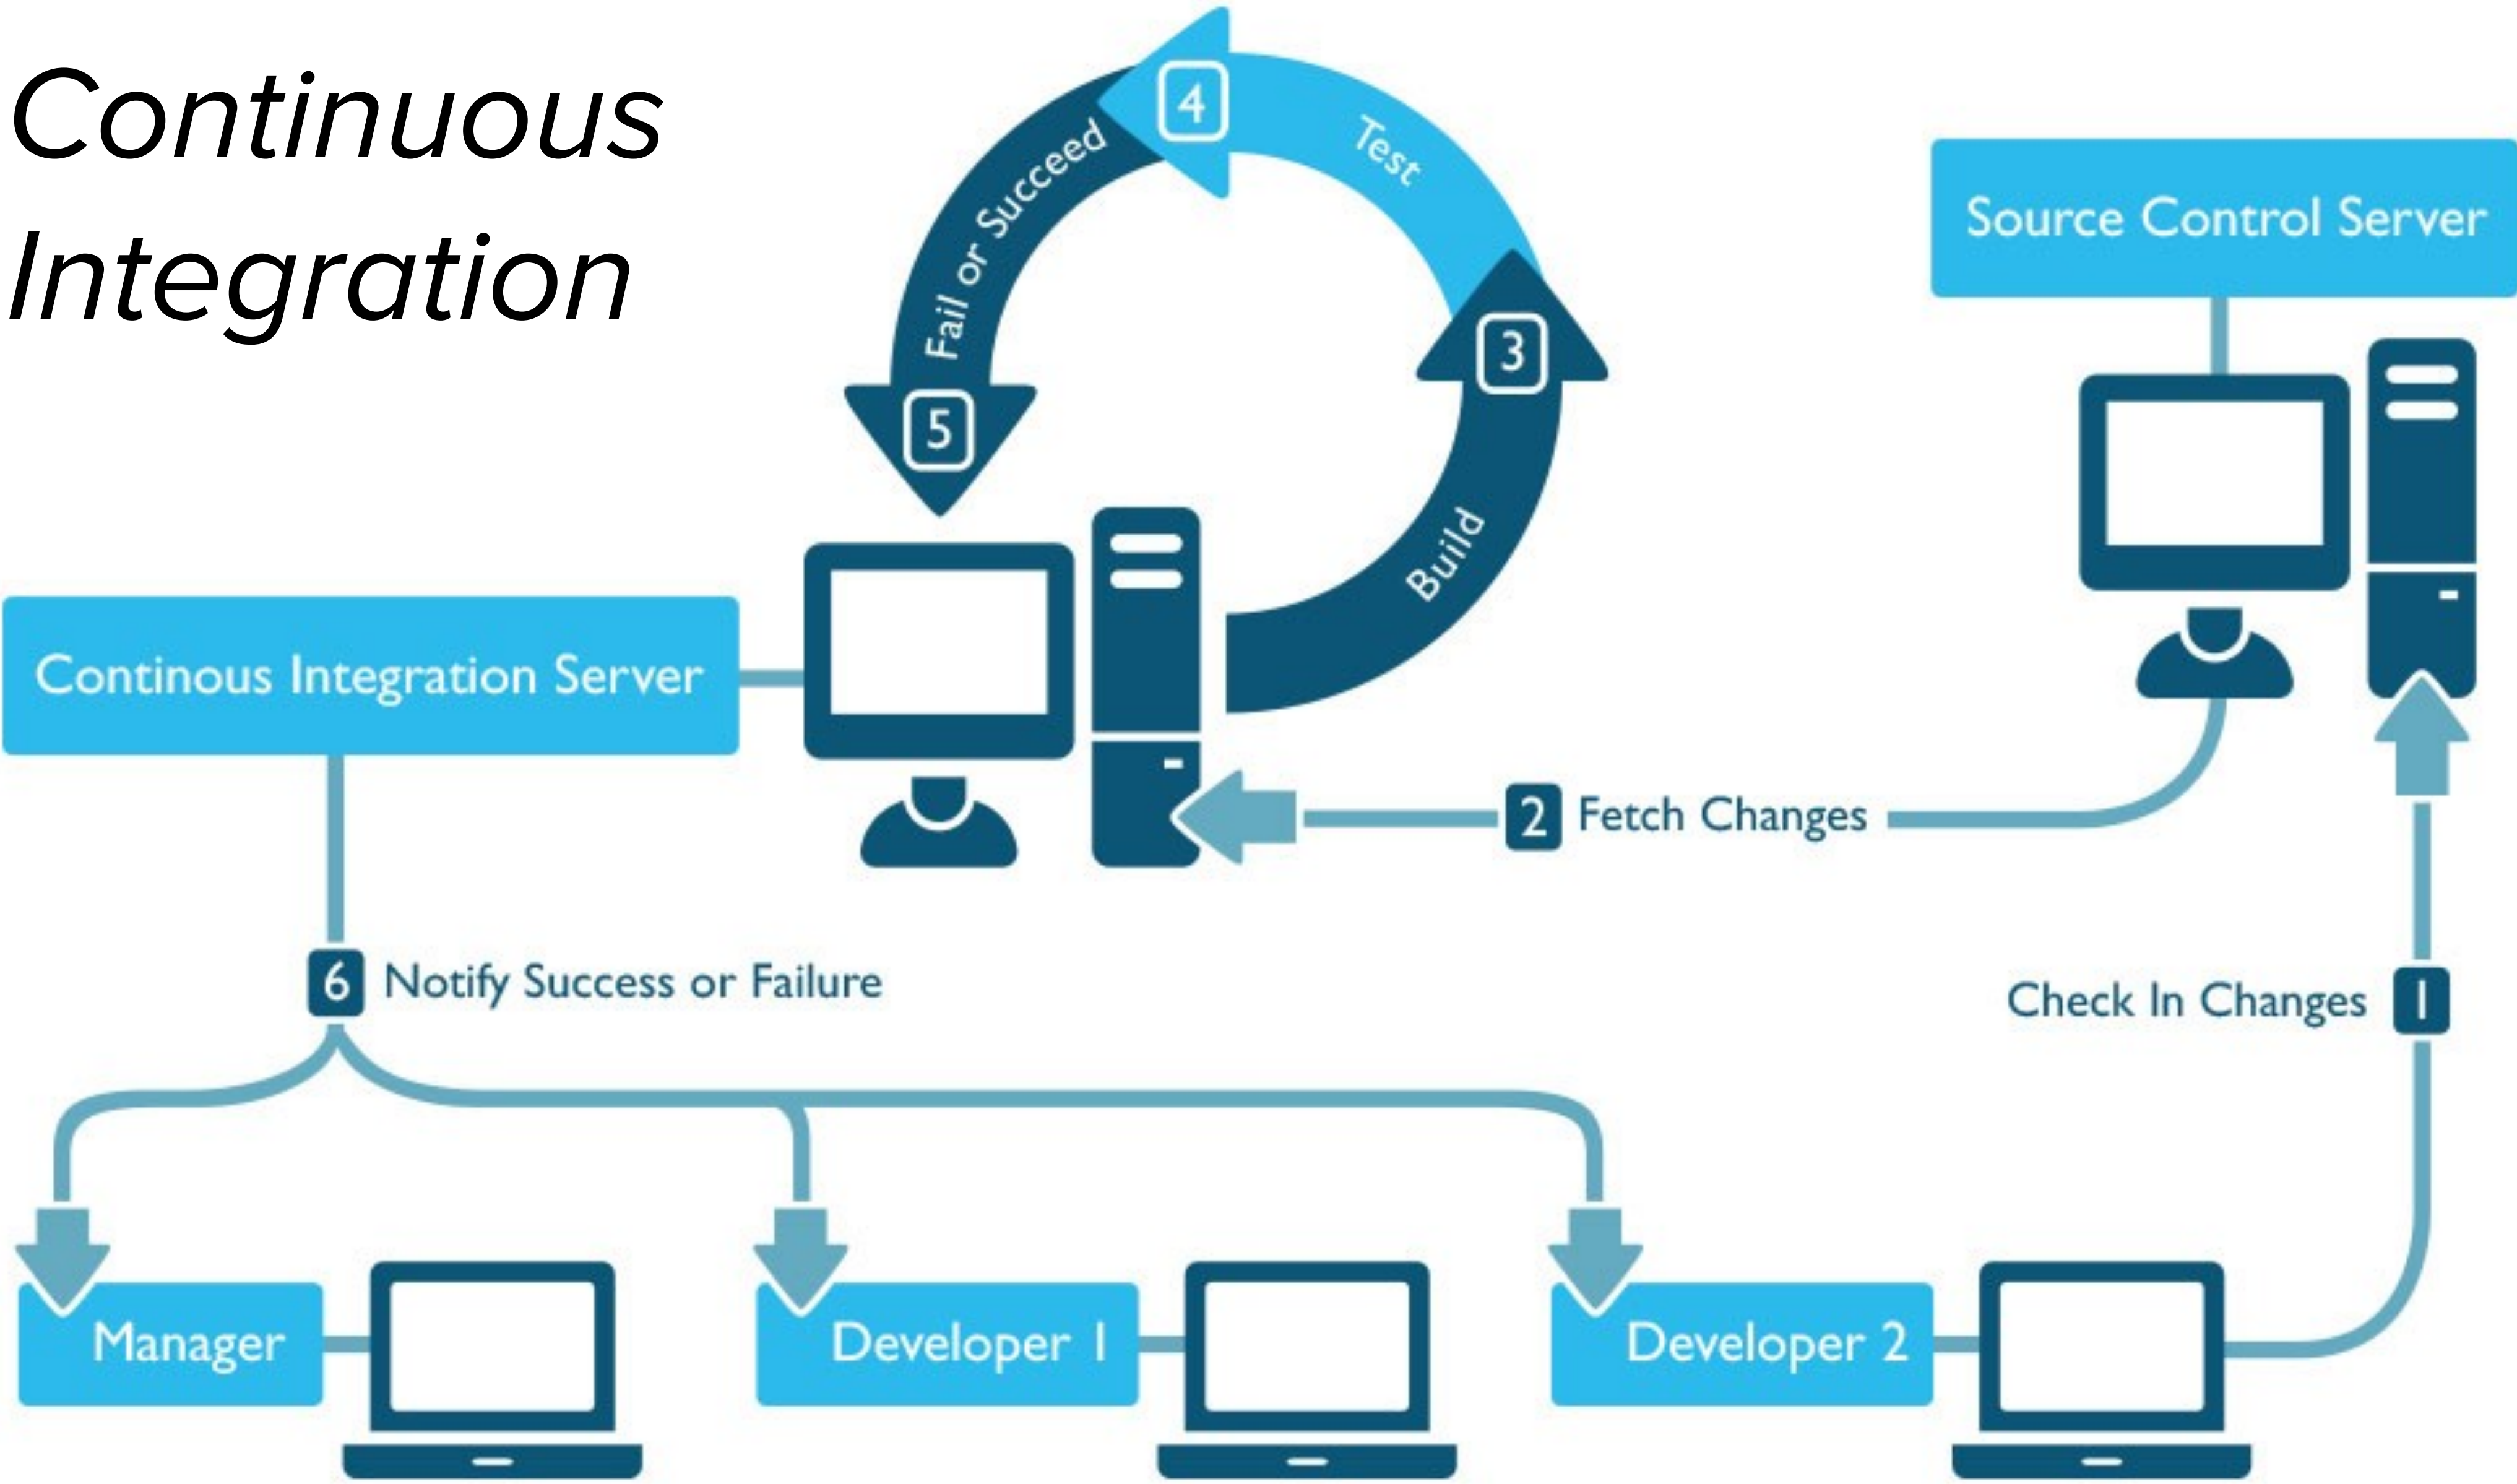 Continuous
Integration
4
Test
Fail or Succeed
3
5
Build
Source Control Server
Continous Integration Server
2 Fetch Changes
6 Notify Success or Failure
Check In Changes 1
Manager
Developer 1
Developer 2